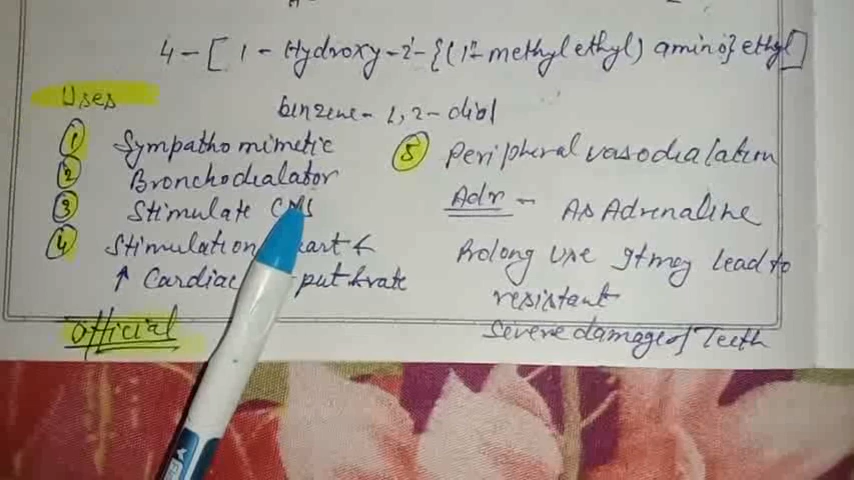 4-[1-Hydroxy-2-{(1-methylethyl) amino} ethyl]
benzene-1,2-diol
Uses
① Sympathomimetic
② Bronchodialator
③ Stimulate CNS
④ Stimulation &
↑ Cardiac & rate
Official
⑤ Peripheral vasodialation
Adr - As Adrenaline
Prolong use It may lead to
resistant
Severe damage of Teeth